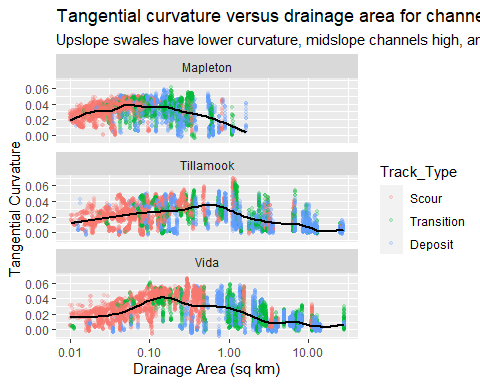 Tangential curvature versus drainage area for channe
Upslope swales have lower curvature, midslope channels high, ar
Mapleton
0.06
0.04
0.02
0.00
Tillamook
0.06
0.04
0.02
0.00
Vida
0.06
0.04
0.02
0.00
0.01 0.10 1.00 10.00
Drainage Area (sq km)
Tangential Curvature
Track_Type
Scour
Transition
Deposit